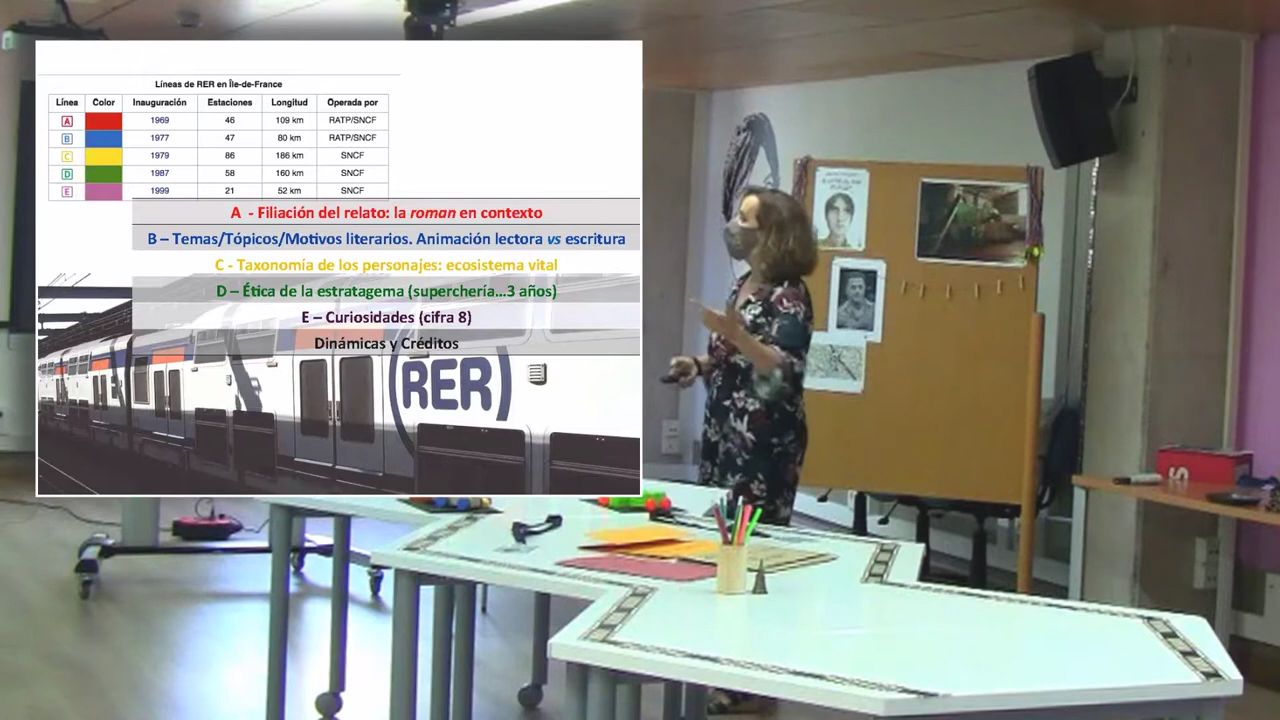 Líneas de RER en Île-de-France
Línea Color Inauguración Estaciones Longitud Operada por
A 1969 46 109 km RATP/SNCF
B 1977 47 80 km RATP/SNCF
C 1979 86 186 km SNCF
D 1987 58 160 km SNCF
E 1999 21 52 km SNCF
A - Filiación del relato: la roman en contexto
B – Temas/Tópicos/Motivos literarios. Animación lectora vs escritura
C - Taxonomía de los personajes: ecosistema vital
D – Ética de la estratagema (superchería...3 años)
E – Curiosidades (cifra 8)
Dinámicas y Créditos
(RER)